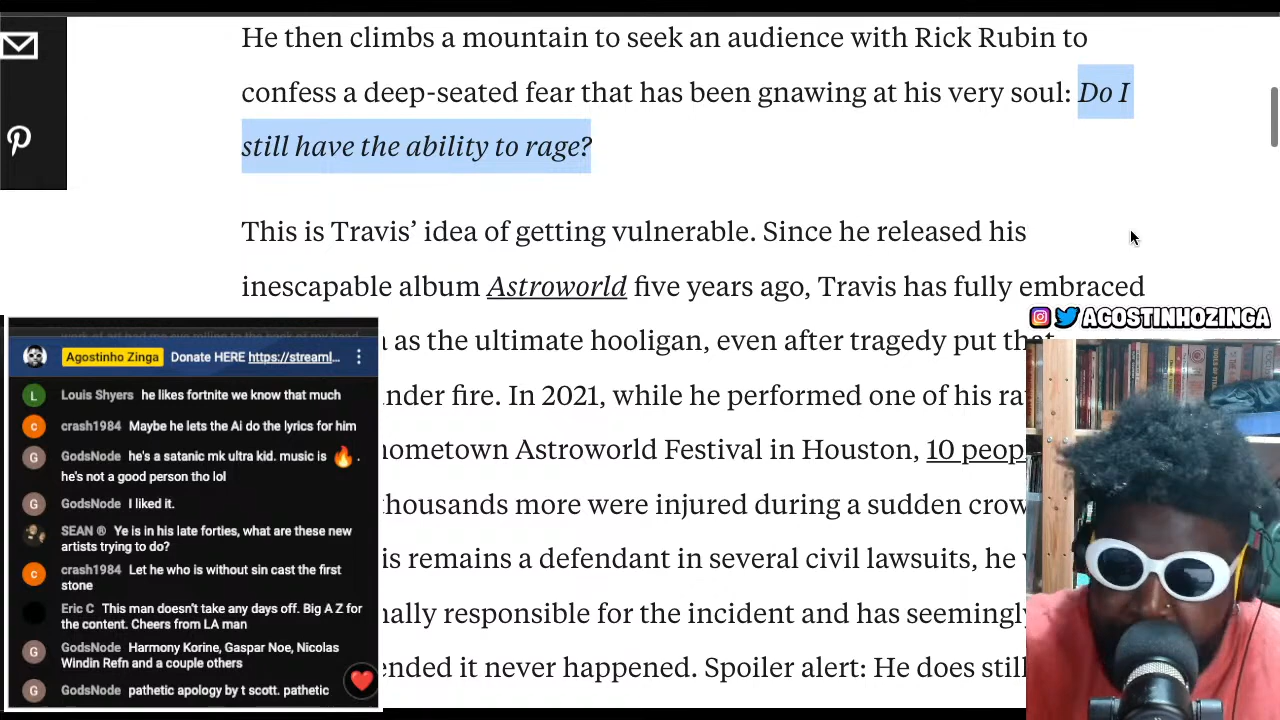 He then climbs a mountain to seek an audience with Rick Rubin to
confess a deep-seated fear that has been gnawing at his very soul: Do I
still have the ability to rage?
This is Travis’ idea of getting vulnerable. Since he released his
inescapable album Astroworld five years ago, Travis has fully embraced
as the ultimate hooligan, even after tragedy put that
nder fire. In 2021, while he performed one of his ra
hometown Astroworld Festival in Houston, 10 peop
thousands more were injured during a sudden crow
is remains a defendant in several civil lawsuits, he
nally responsible for the incident and has seemingly
ended it never happened. Spoiler alert: He does still
AGOSTINHOZINGA
Agostinho Zinga Donate HERE https://streaml...
L Louis Shyers he likes fortnite we know that much
c crash1984 Maybe he lets the Ai do the lyrics for him
G GodsNode he's a satanic mk ultra kid. music is 🔥.
he's not a good person tho lol
G GodsNode I liked it.
SEAN ® Ye is in his late forties, what are these new
artists trying to do?
c crash1984 Let he who is without sin cast the first
stone
Eric C This man doesn't take any days off. Big A Z for
the content. Cheers from LA man
G GodsNode Harmony Korine, Gaspar Noe, Nicolas
Windin Refn and a couple others
G GodsNode pathetic apology by t scott. pathetic